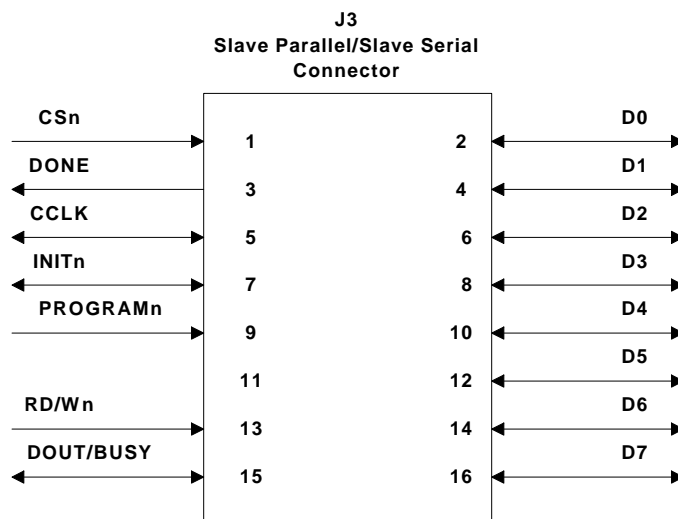 J3
Slave Parallel/Slave Serial
Connector
CSn 1 2 D0
DONE 3 4 D1
CCLK 5 6 D2
INITn 7 8 D3
PROGRAMn 9 10 D4
11 12 D5
RD/Wn 13 14 D6
DOUT/BUSY 15 16 D7